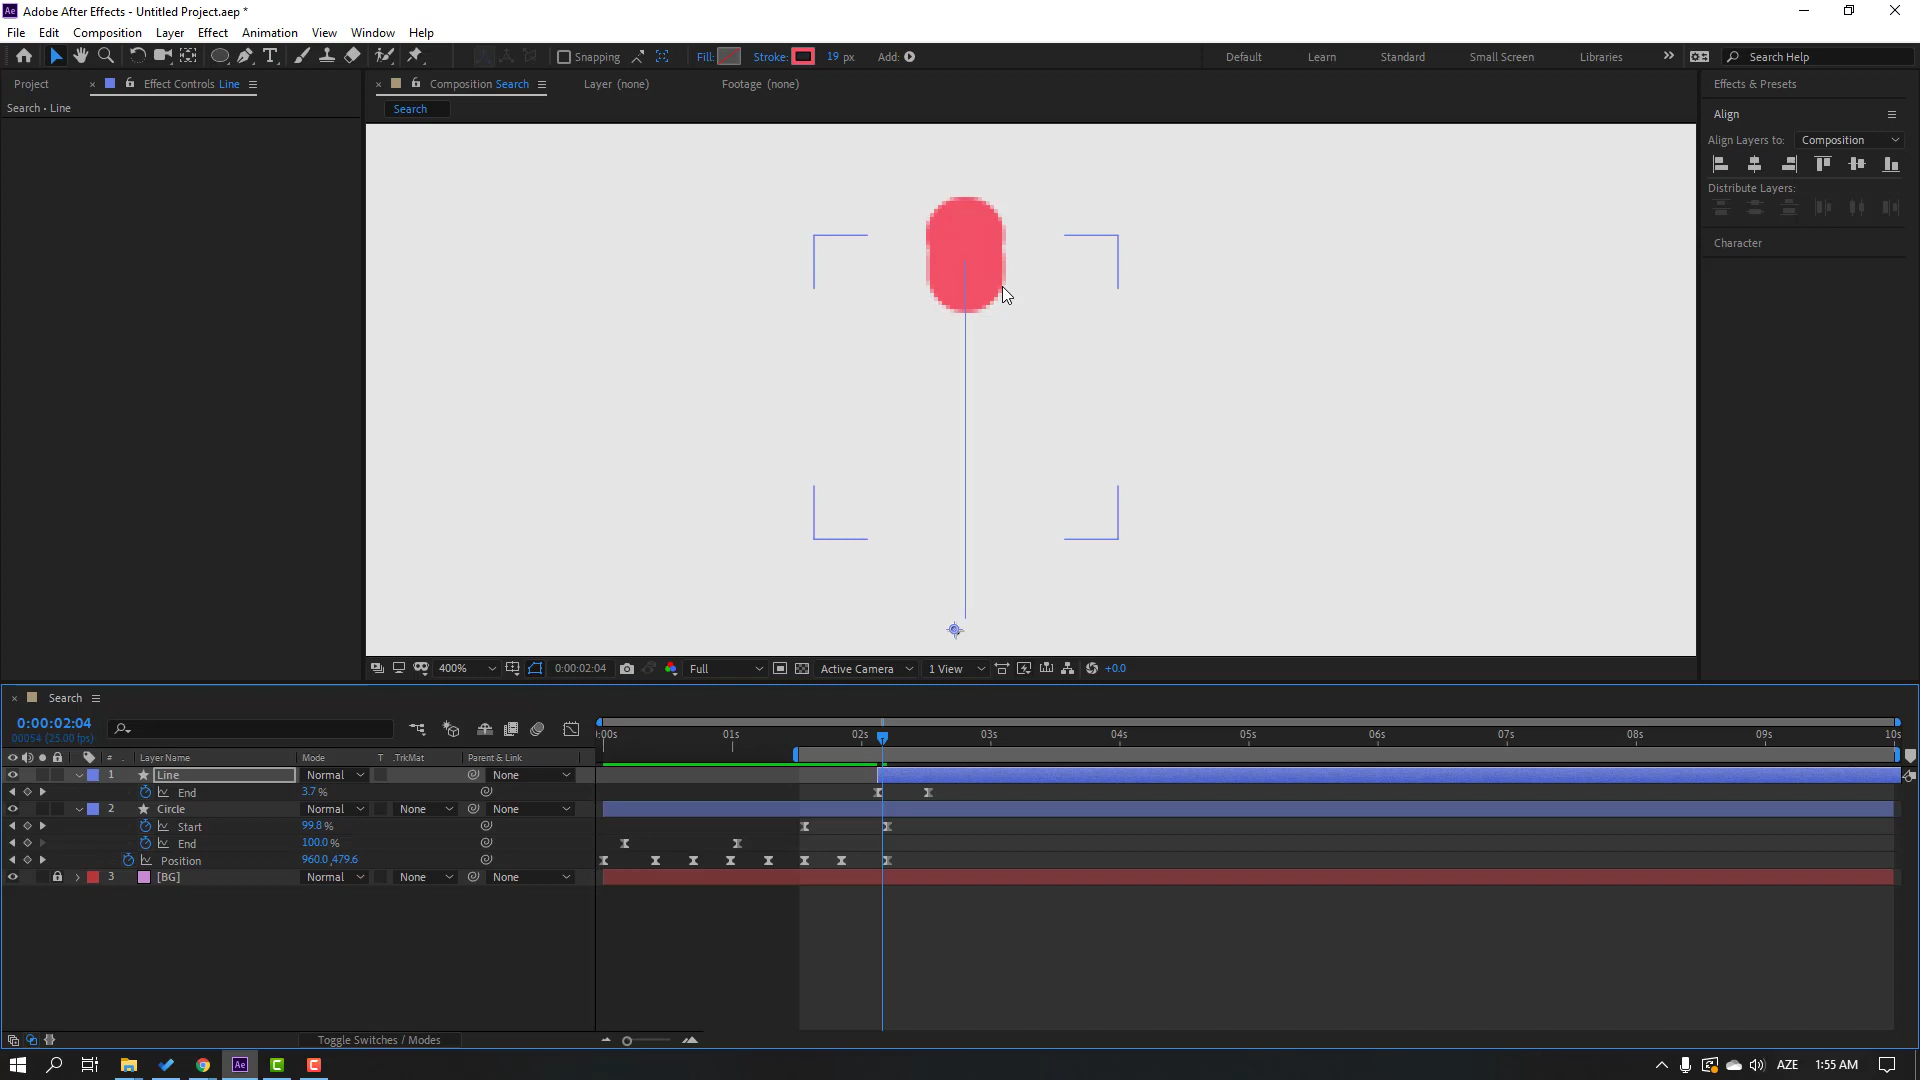 Adobe After Effects - Untitled Project.aep *
File Edit Composition Layer Effect Animation View Window Help
Snapping Fill: Stroke: 19 px Add: Default Learn Standard Small Screen Libraries Search Help
Project Effect Controls Line Composition Search Layer (none) Footage (none) Effects & Presets
Search • Line
Search
Align
Align Layers to: Composition
Distribute Layers:
Character
400% 0:00:02:04 Full Active Camera 1 View +0.0
Search
0:00:02:04
00054 (25.00 fps)
:00s 01s 02s 03s 04s 05s 06s 07s 08s 09s 10s
# Layer Name Mode T .TrkMat Parent & Link
1 Line Normal None
End 3.7 %
2 Circle Normal None None
Start 99.8 %
End 100.0 %
Position 960.0,479.6
3 [BG] Normal None None
Toggle Switches / Modes
AZE 1:55 AM